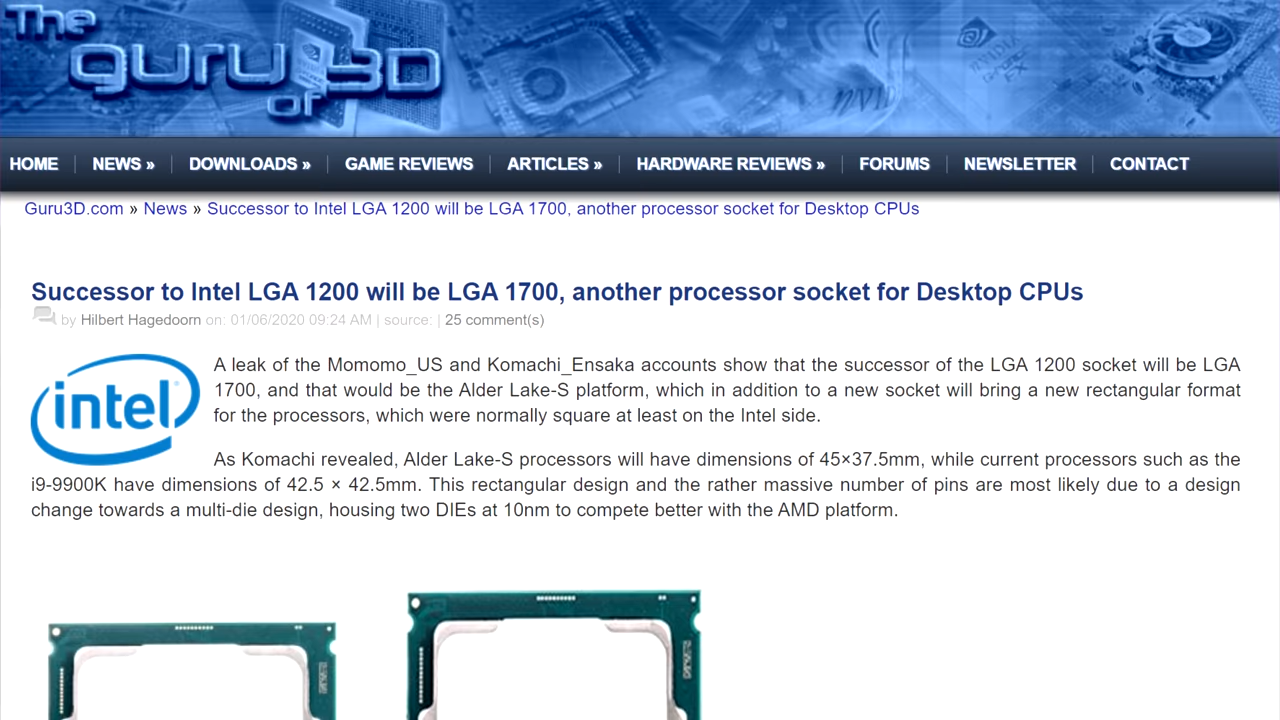 The
guru
of 3D
HOME NEWS » DOWNLOADS » GAME REVIEWS ARTICLES » HARDWARE REVIEWS » FORUMS NEWSLETTER CONTACT
Guru3D.com » News » Successor to Intel LGA 1200 will be LGA 1700, another processor socket for Desktop CPUs
Successor to Intel LGA 1200 will be LGA 1700, another processor socket for Desktop CPUs
by Hilbert Hagedoorn on: 01/06/2020 09:24 AM | source: | 25 comment(s)
intel
A leak of the Momomo_US and Komachi_Ensaka accounts show that the successor of the LGA 1200 socket will be LGA
1700, and that would be the Alder Lake-S platform, which in addition to a new socket will bring a new rectangular format
for the processors, which were normally square at least on the Intel side.
As Komachi revealed, Alder Lake-S processors will have dimensions of 45×37.5mm, while current processors such as the
i9-9900K have dimensions of 42.5 × 42.5mm. This rectangular design and the rather massive number of pins are most likely due to a design
change towards a multi-die design, housing two DIEs at 10nm to compete better with the AMD platform.